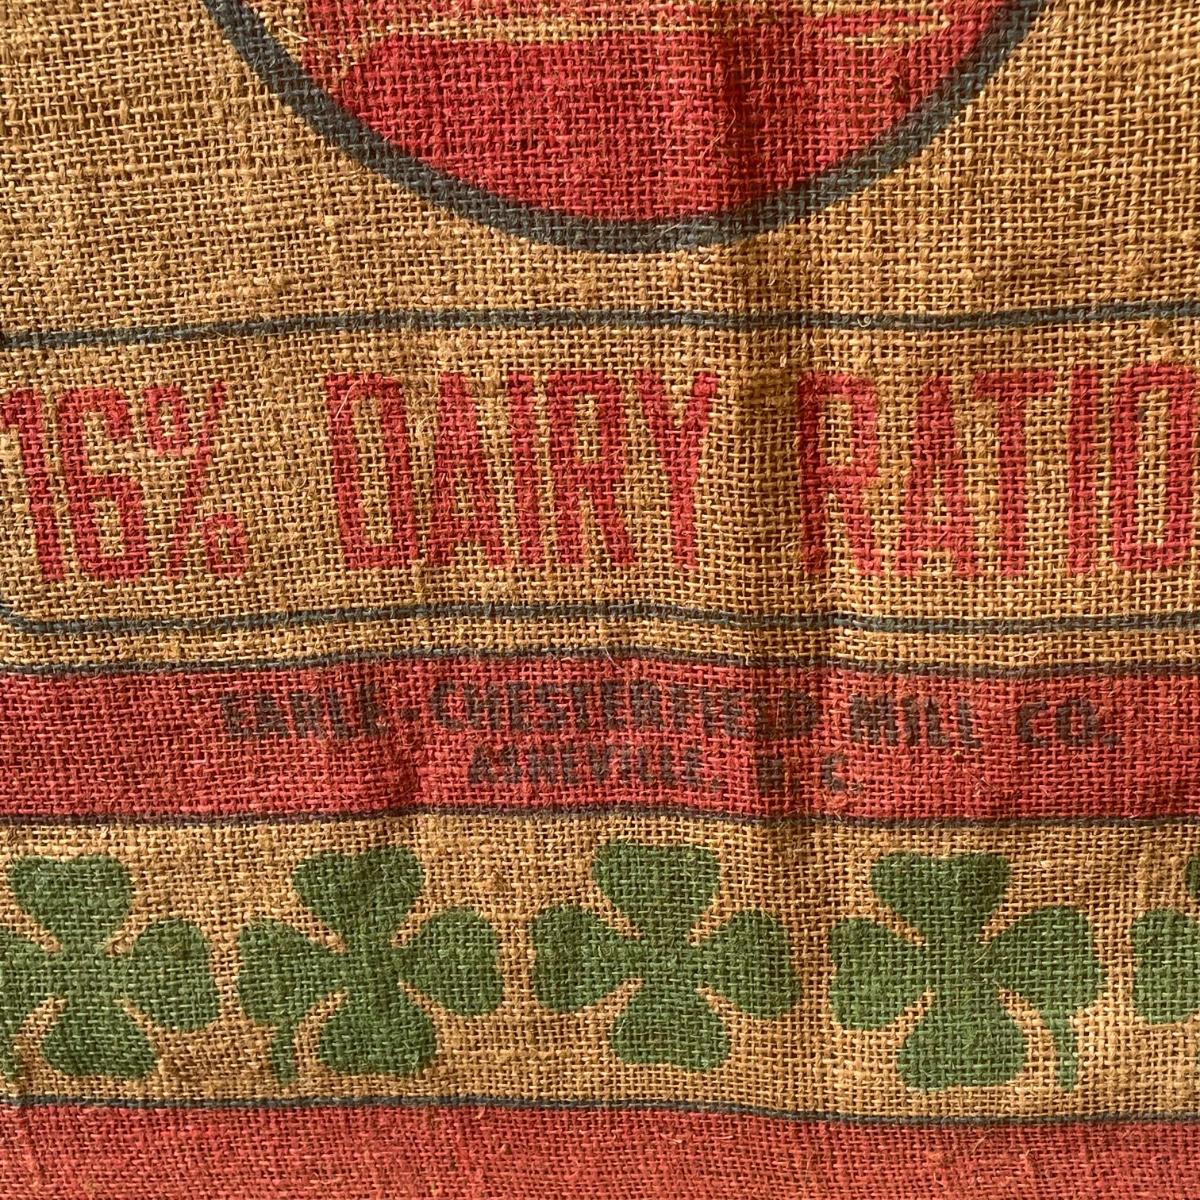 16% DAIRY RATIO
EARLE-CHESTERFIELD MILL CO.
ASHEVILLE, N. C.